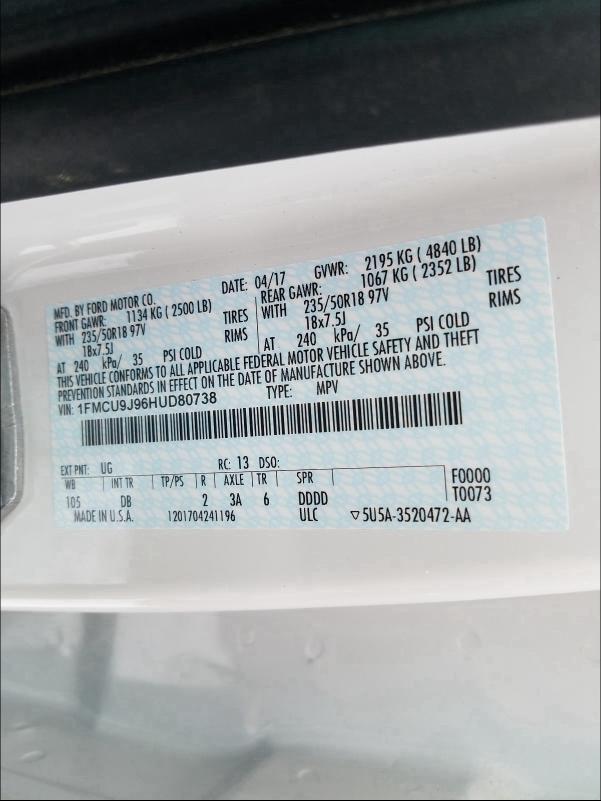 MFD. BY FORD MOTOR CO. DATE: 04/17 GVWR: 2195 KG ( 4840 LB)
FRONT GAWR: 1134 KG ( 2500 LB) REAR GAWR: 1067 KG ( 2352 LB)
WITH 235/50R18 97V TIRES WITH 235/50R18 97V TIRES
18x7.5J RIMS 18x7.5J RIMS
AT 240 kPa/ 35 PSI COLD AT 240 kPa/ 35 PSI COLD
THIS VEHICLE CONFORMS TO ALL APPLICABLE FEDERAL MOTOR VEHICLE SAFETY AND THEFT
PREVENTION STANDARDS IN EFFECT ON THE DATE OF MANUFACTURE SHOWN ABOVE.
VIN: 1FMCU9J96HUD80738 TYPE: MPV
EXT PNT: UG RC: 13 DSO:
WB INT TR TP/PS R AXLE TR SPR F0000
105 DB 2 3A 6 DDDD T0073
MADE IN U.S.A. 1201704241196 ULC ▽5U5A-3520472-AA